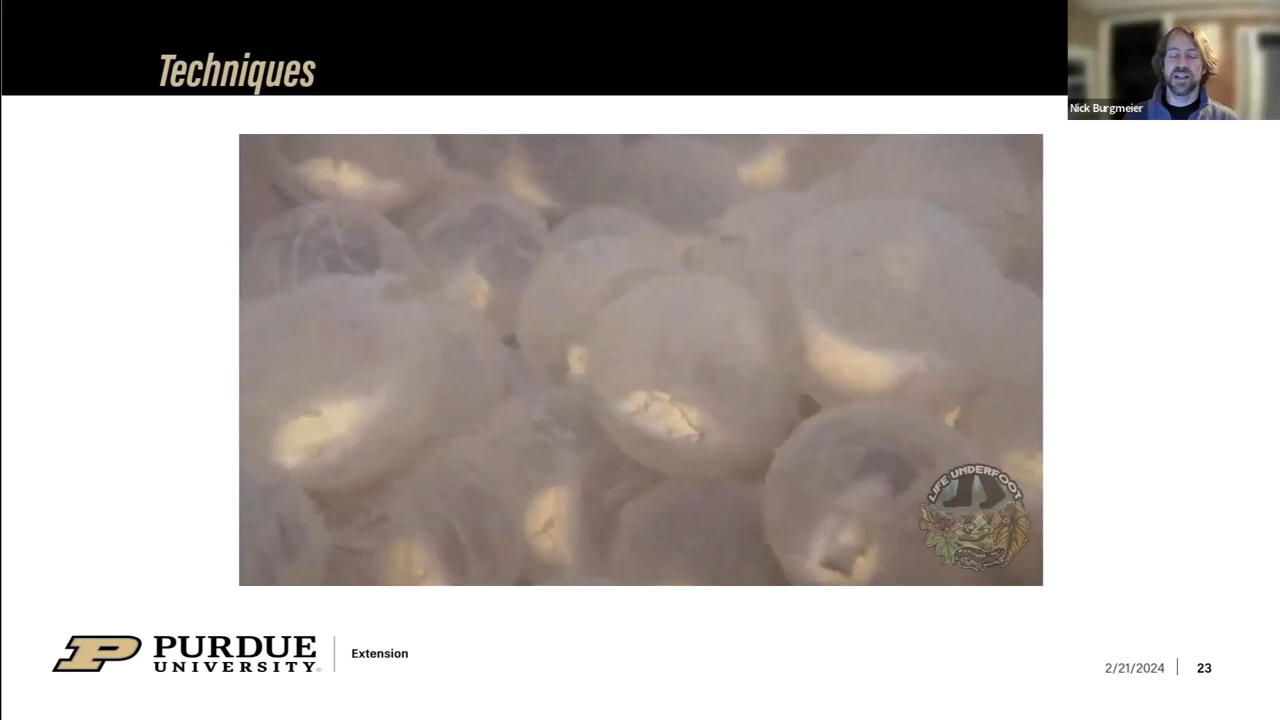 Techniques
Nick Burgmeier
LIFE UNDERFOOT
PURDUE
UNIVERSITY
Extension
2/21/2024
23